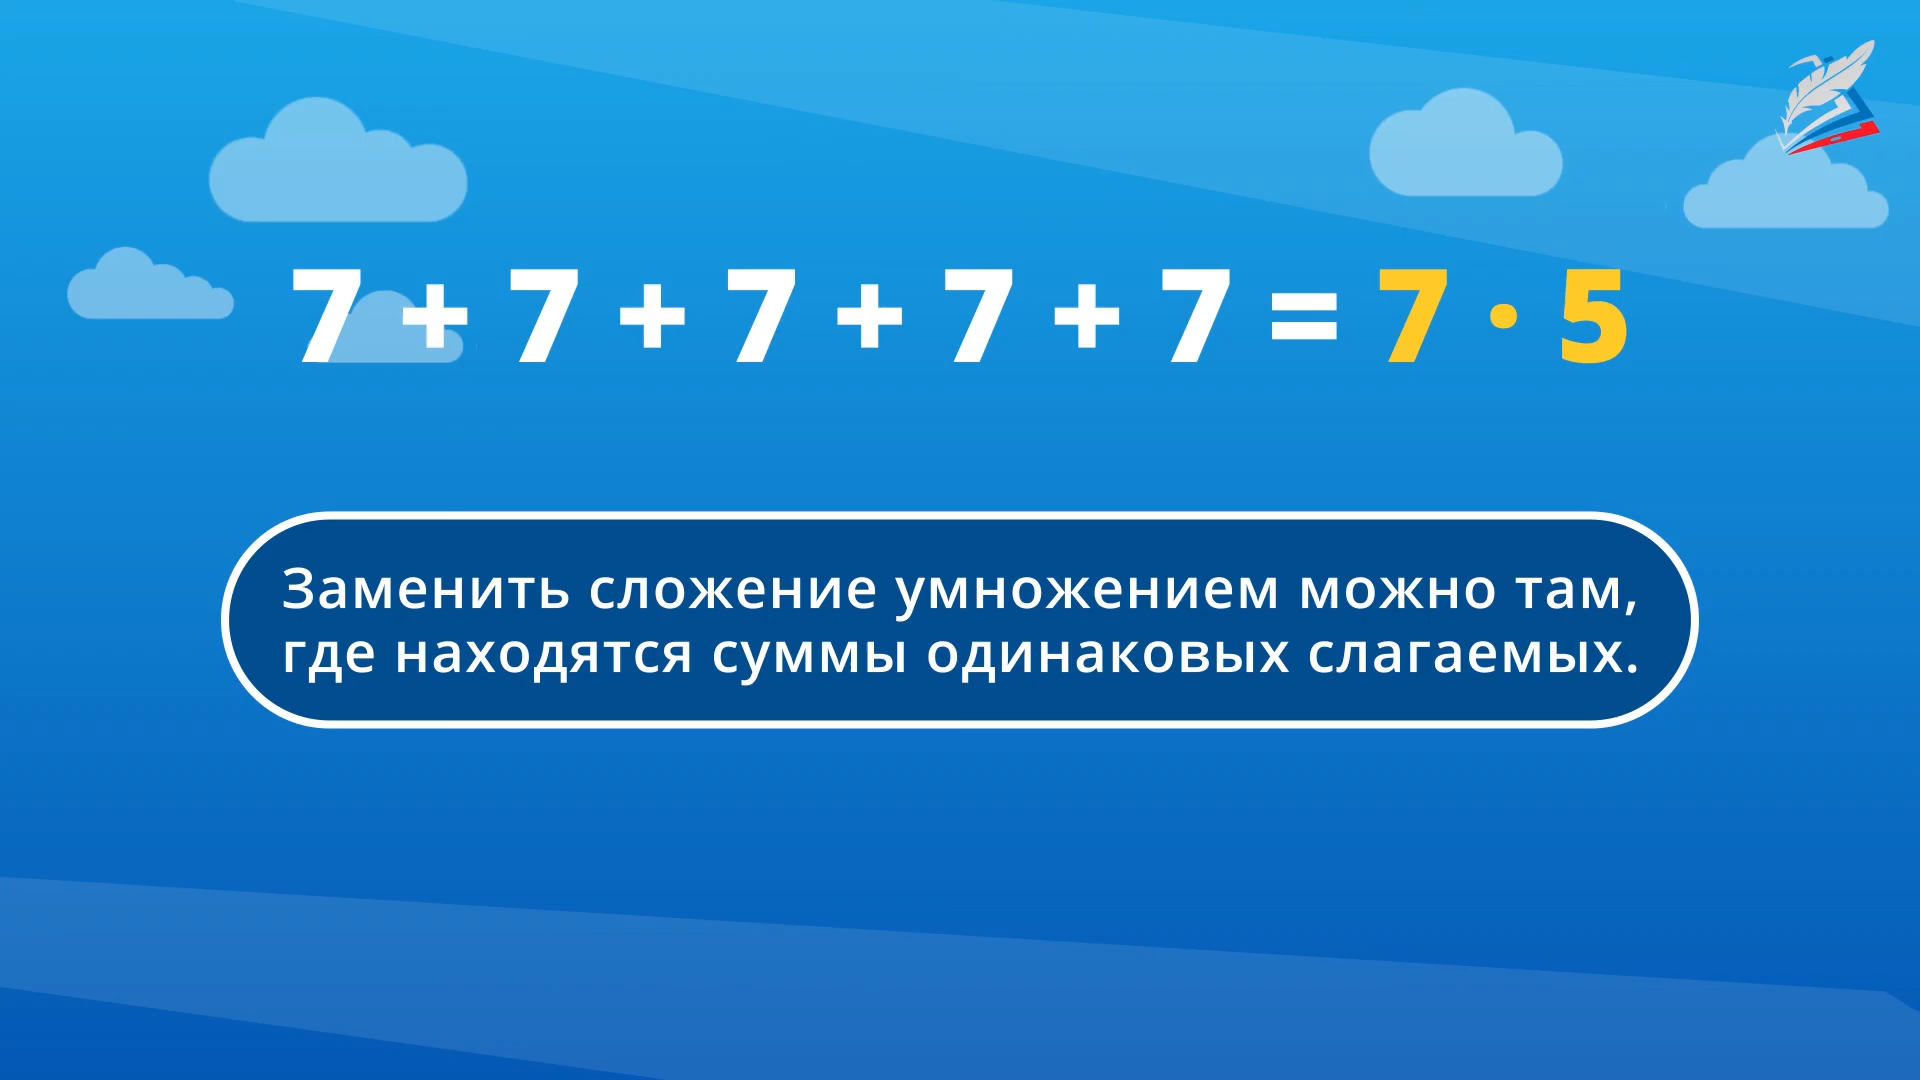 7 + 7 + 7 + 7 + 7 = 7 · 5
Заменить сложение умножением можно там,
где находятся суммы одинаковых слагаемых.